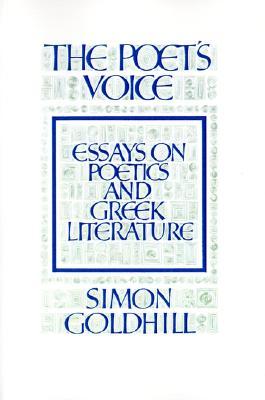 THE POET'S
VOICE
ESSAYS ON
POETICS
AND
GREEK
LITERATURE
SIMON
GOLDHILL